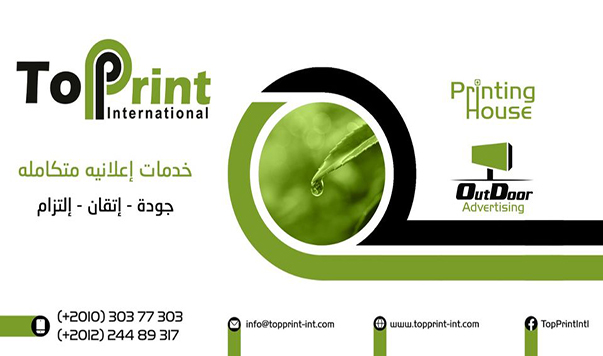 TopPrint
International
خدمات إعلانيه متكامله
جودة - إتقان - إلتزام
Printing
House
OutDoor
Advertising
(+2010) 303 77 303
(+2012) 244 89 317
info@topprint-int.com
www.topprint-int.com
TopPrintIntl